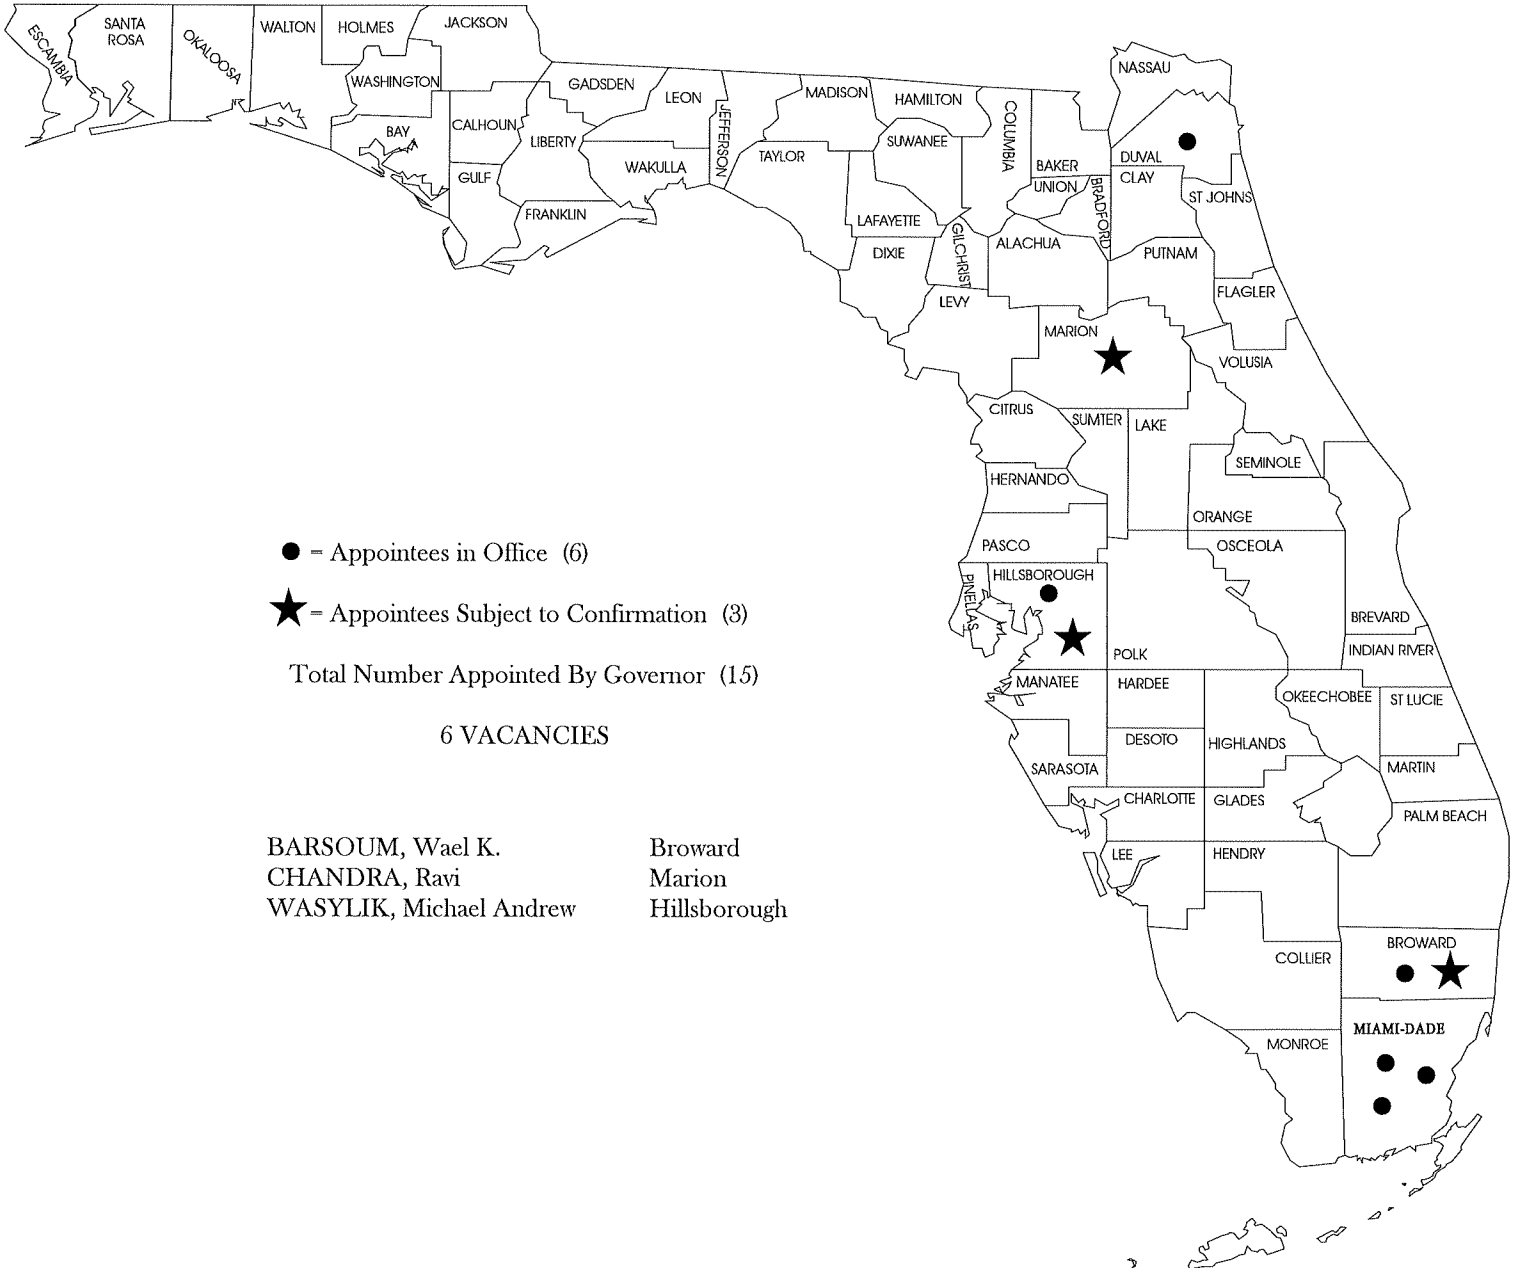 ESCAMBIA
SANTA
ROSA
OKALOOSA
WALTON
HOLMES
JACKSON
WASHINGTON
BAY
CALHOUN
GULF
GADSDEN
LIBERTY
FRANKLIN
LEON
WAKULLA
JEFFERSON
MADISON
TAYLOR
HAMILTON
SUWANEE
LAFAYETTE
DIXIE
COLUMBIA
GILCHRIST
BAKER
UNION
BRADFORD
ALACHUA
LEVY
NASSAU
DUVAL
CLAY
ST JOHNS
PUTNAM
FLAGLER
MARION
VOLUSIA
CITRUS
SUMTER
LAKE
SEMINOLE
HERNANDO
ORANGE
PASCO
OSCEOLA
HILLSBOROUGH
PINELLAS
BREVARD
POLK
INDIAN RIVER
MANATEE
HARDEE
OKEECHOBEE
ST LUCIE
DESOTO
HIGHLANDS
SARASOTA
MARTIN
CHARLOTTE
GLADES
PALM BEACH
LEE
HENDRY
BROWARD
COLLIER
MIAMI-DADE
MONROE
● = Appointees in Office (6)
★ = Appointees Subject to Confirmation (3)
Total Number Appointed By Governor (15)
6 VACANCIES
BARSOUM, Wael K. Broward
CHANDRA, Ravi Marion
WASYLIK, Michael Andrew Hillsborough